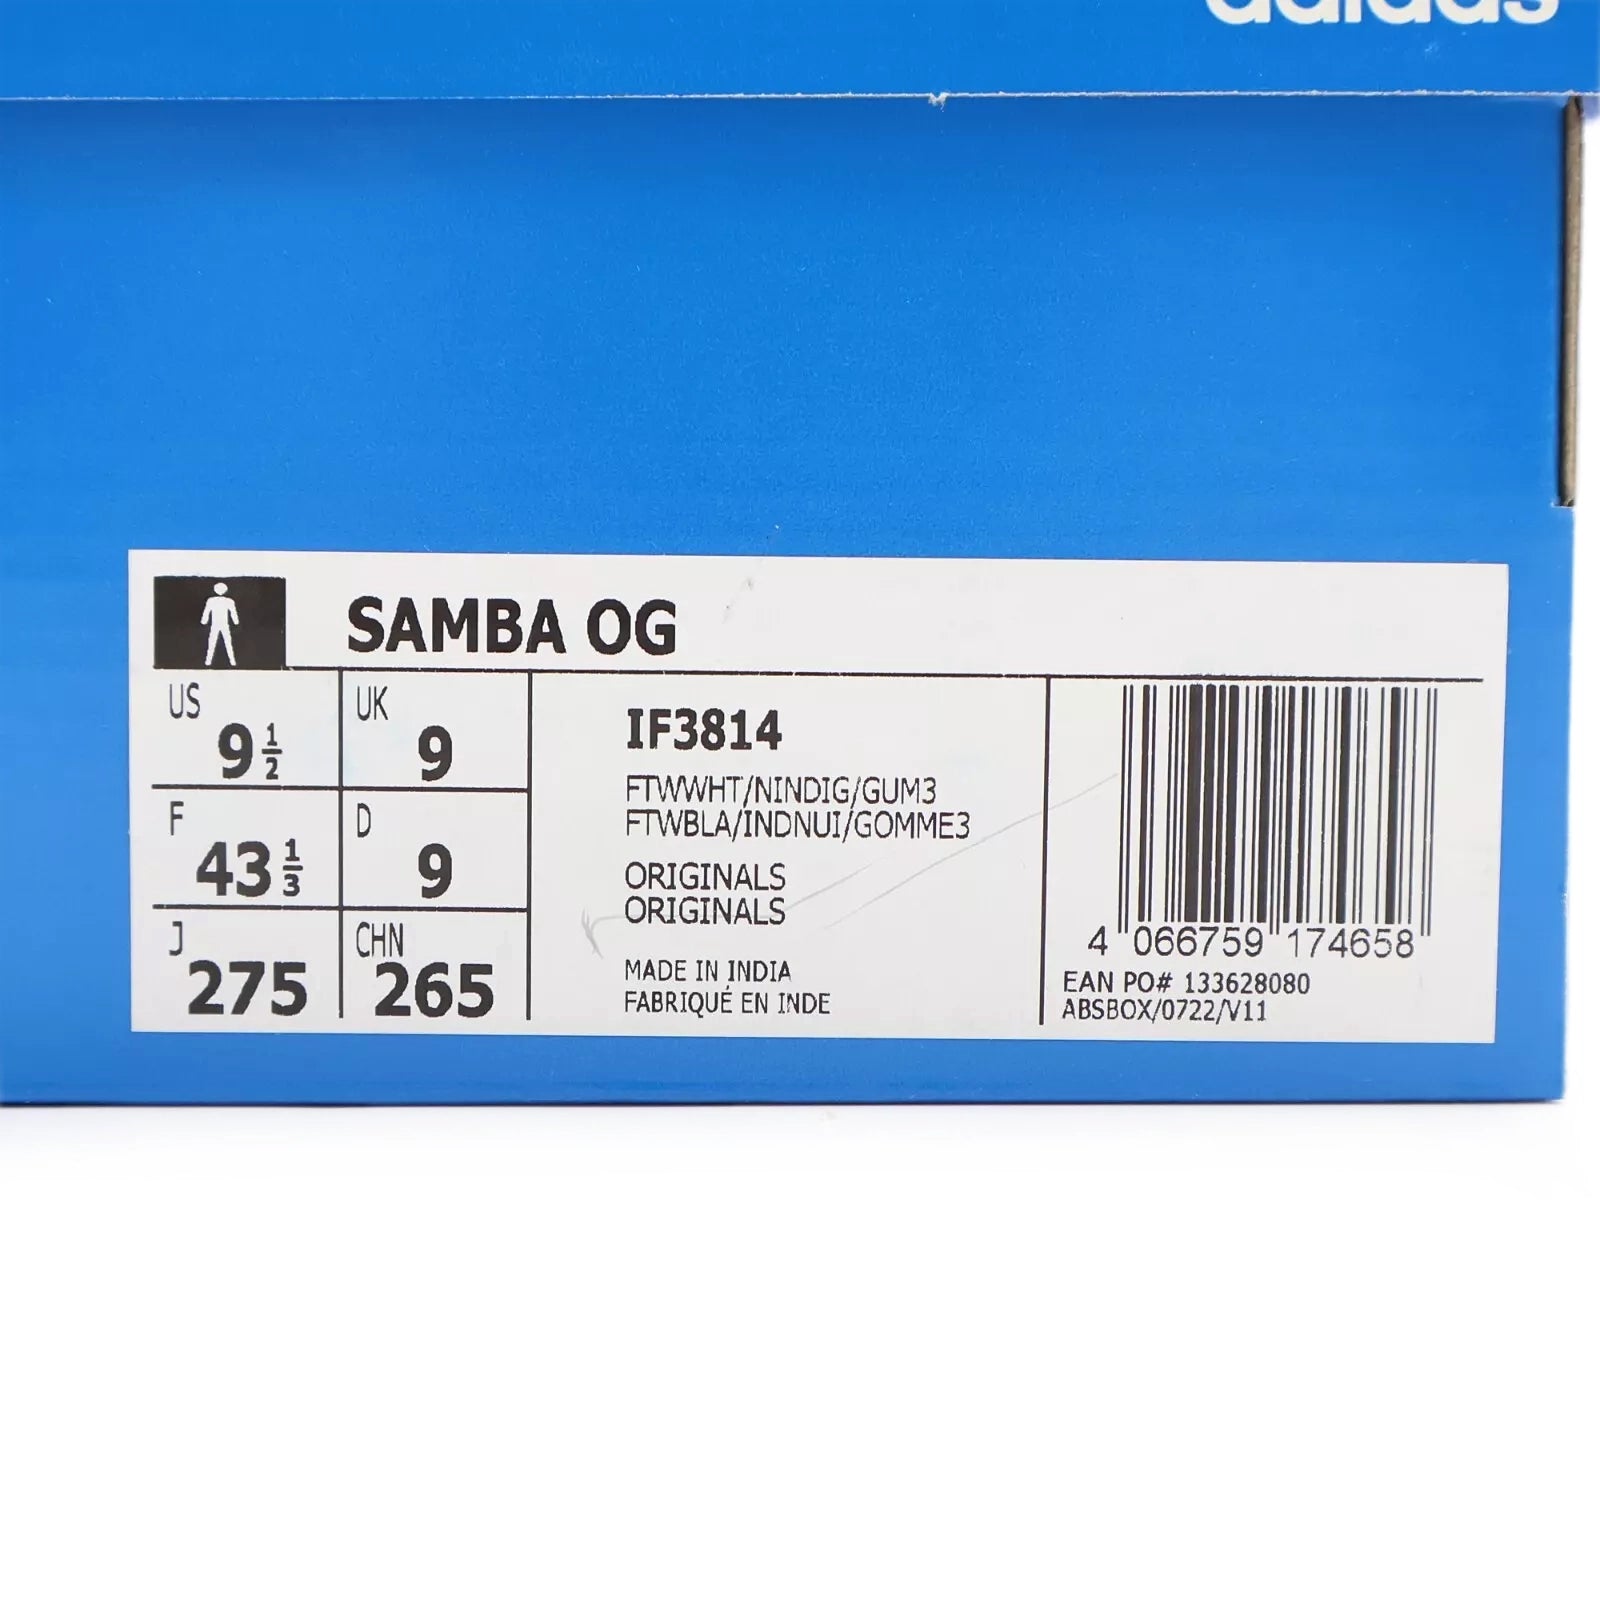 adidas
SAMBA OG
US 9 1/2
UK 9
F 43 1/3
D 9
J 275
CHN 265
IF3814
FTWWHT/NINDIG/GUM3
FTWBLA/INDNUI/GOMME3
ORIGINALS
ORIGINALS
MADE IN INDIA
FABRIQUÉ EN INDE
4 066759 174658
EAN PO# 133628080
ABSBOX/0722/V11